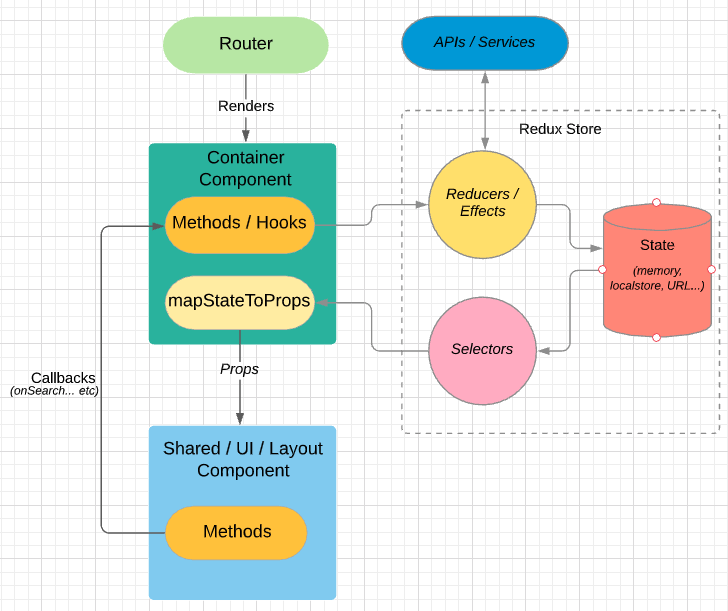 Router
APIs / Services
Renders
Redux Store
Container
Component
Methods / Hooks
Reducers /
Effects
State
(memory,
localstore, URL...)
mapStateToProps
Selectors
Props
Callbacks
(onSearch... etc)
Shared / UI / Layout
Component
Methods